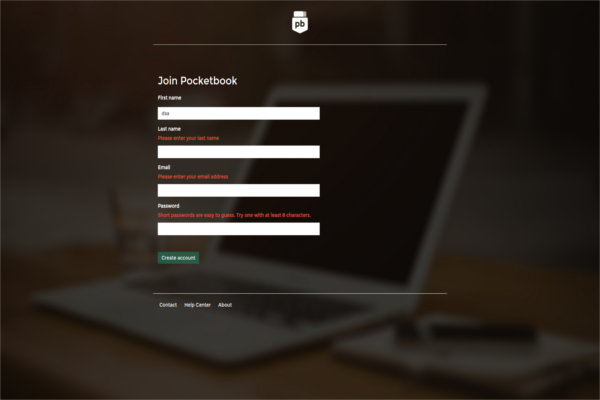 pb
Join Pocketbook
First name
dsa
Last name
Please enter your last name
Email
Please enter your email address
Password
Short passwords are easy to guess. Try one with at least 8 characters.
Create account
Contact Help Center About